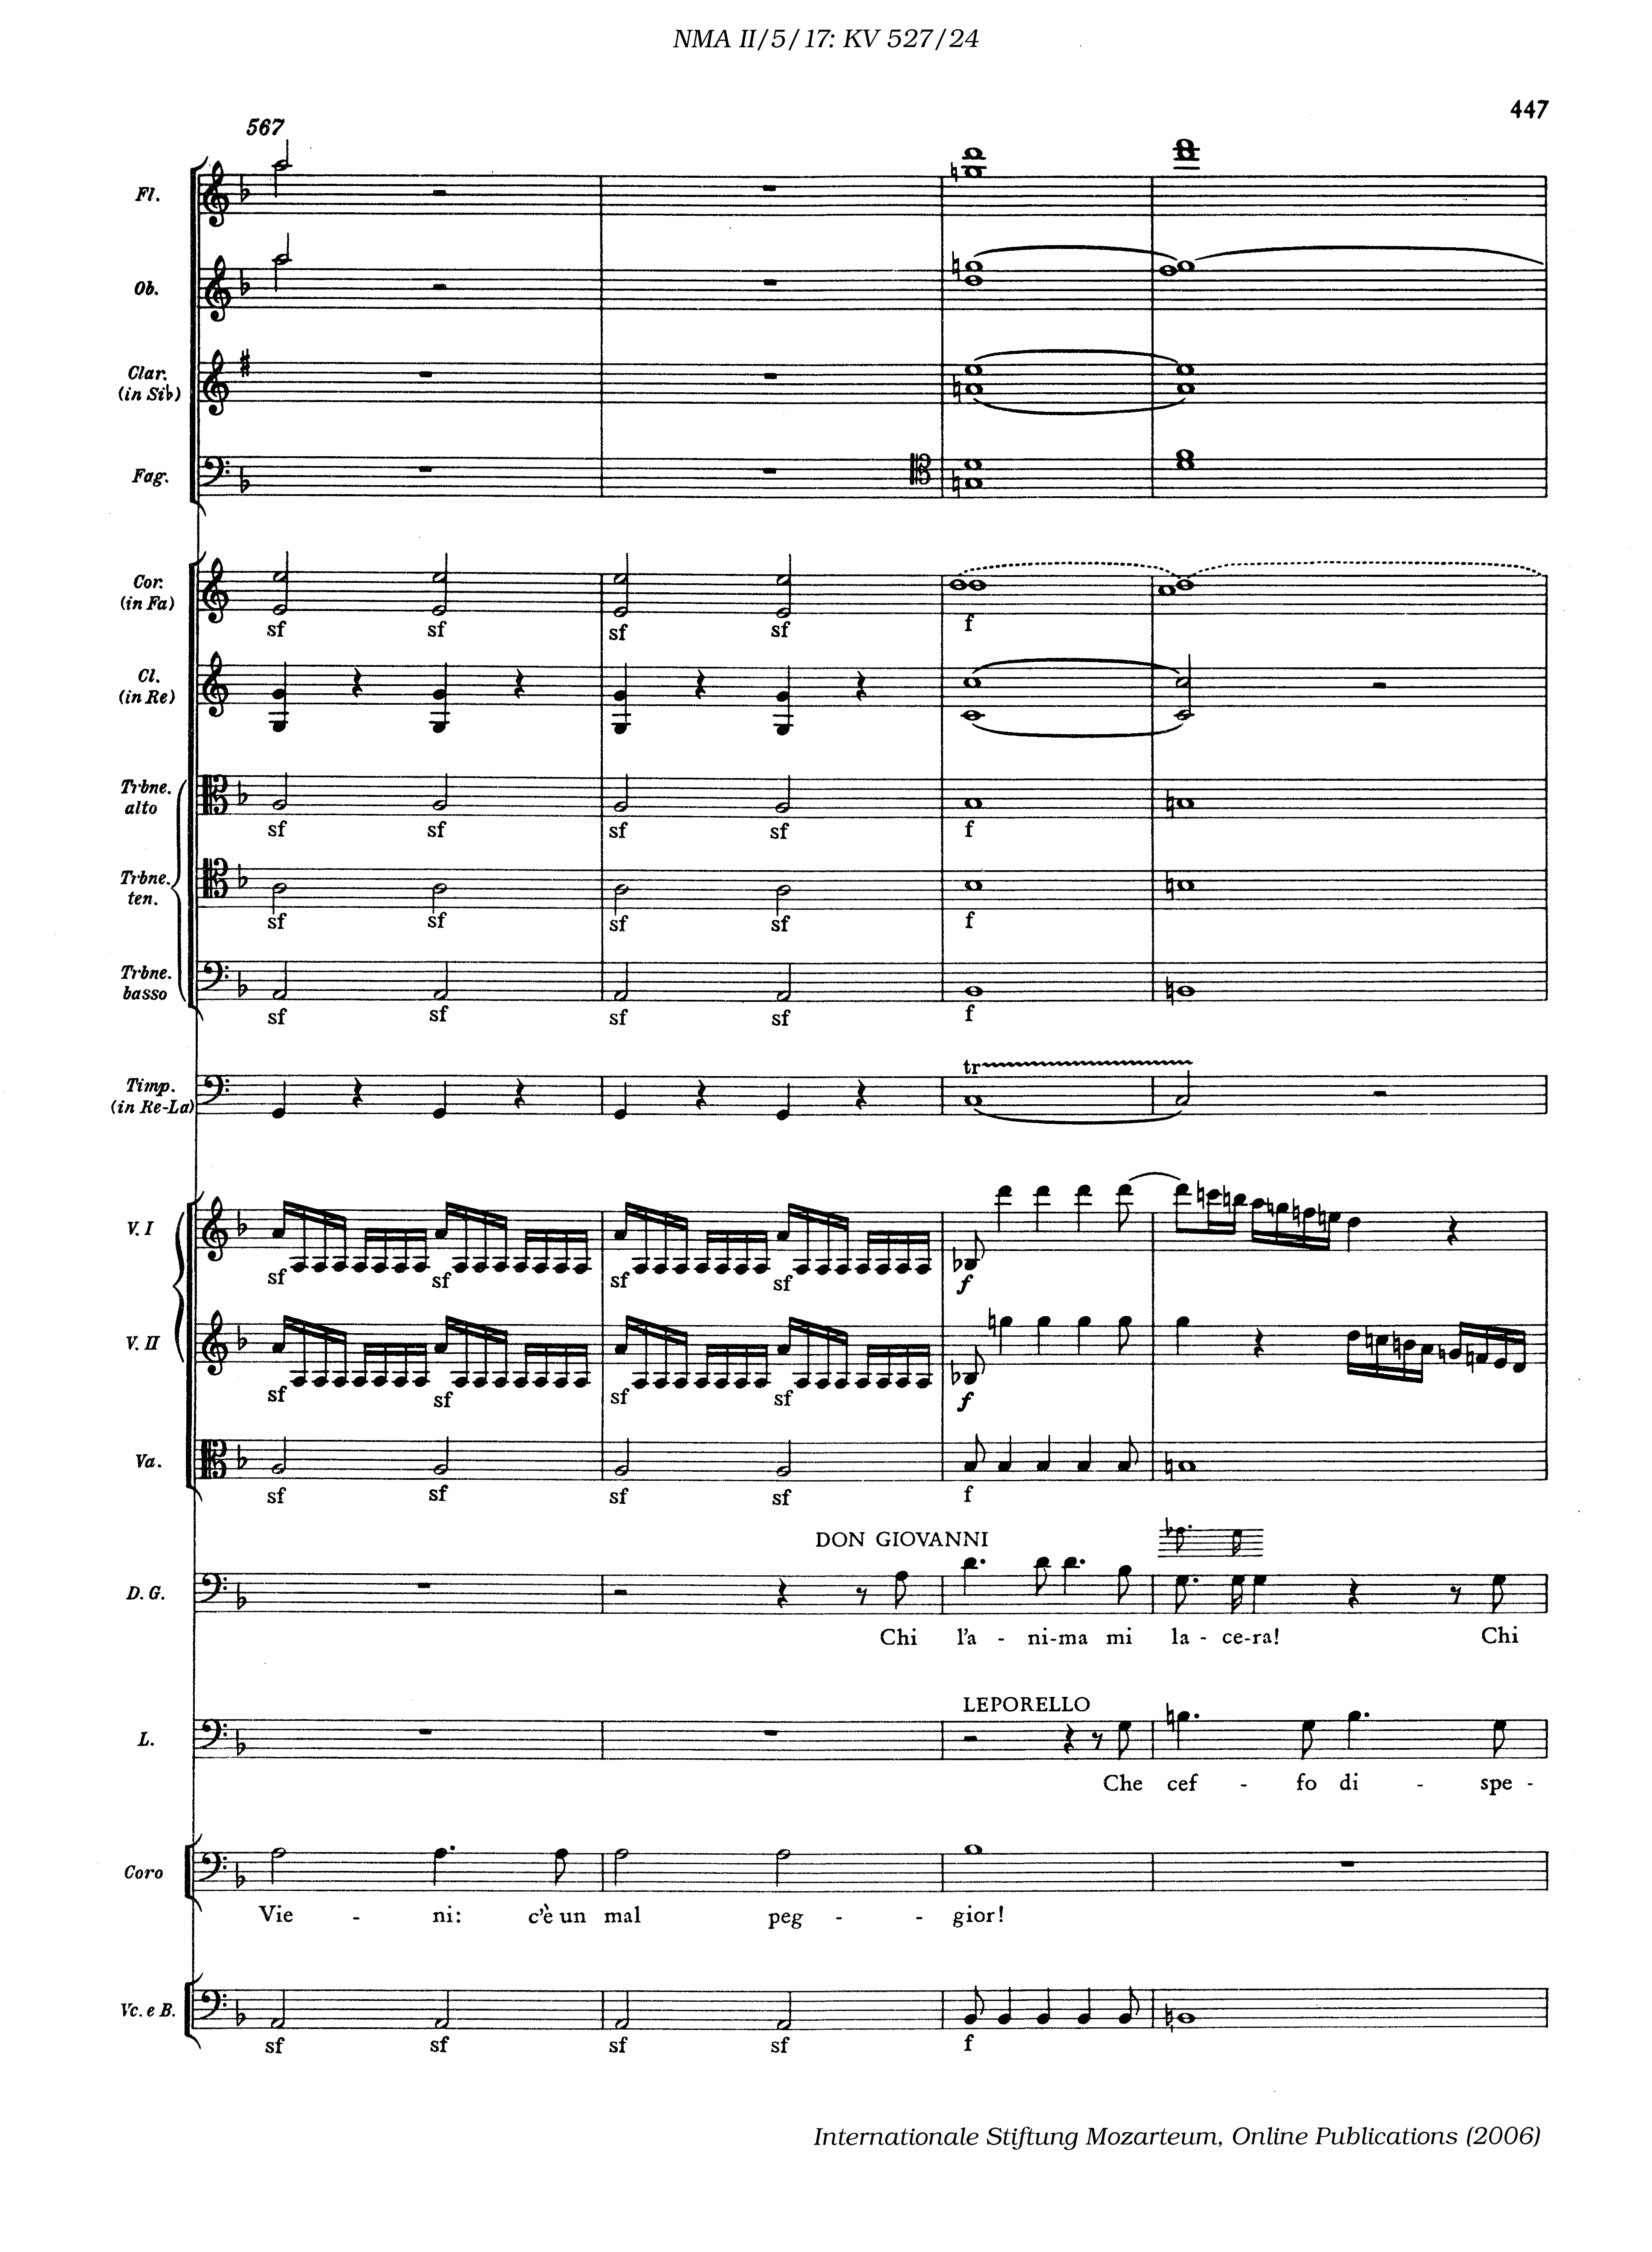 NMA II/5/17: KV 527/24
447
567
Fl.
Ob.
Clar.
(in Si♭)
Fag.
Cor.
(in Fa)
sf sf sf sf f
Cl.
(in Re)
Trbne.
alto
sf sf sf sf f
Trbne.
ten.
sf sf sf sf f
Trbne.
basso
sf sf sf sf f
tr
Timp.
(in Re-La)
V. I
sf sf sf sf f
V. II
sf sf sf sf f
Va.
sf sf sf sf f
DON GIOVANNI
D. G.
Chi l'a - ni-ma mi la - ce-ra! Chi
LEPORELLO
L.
Che cef - fo di - spe -
Coro
Vie - ni: c'è un mal peg - - gior!
Vc. e B.
sf sf sf sf f
Internationale Stiftung Mozarteum, Online Publications (2006)